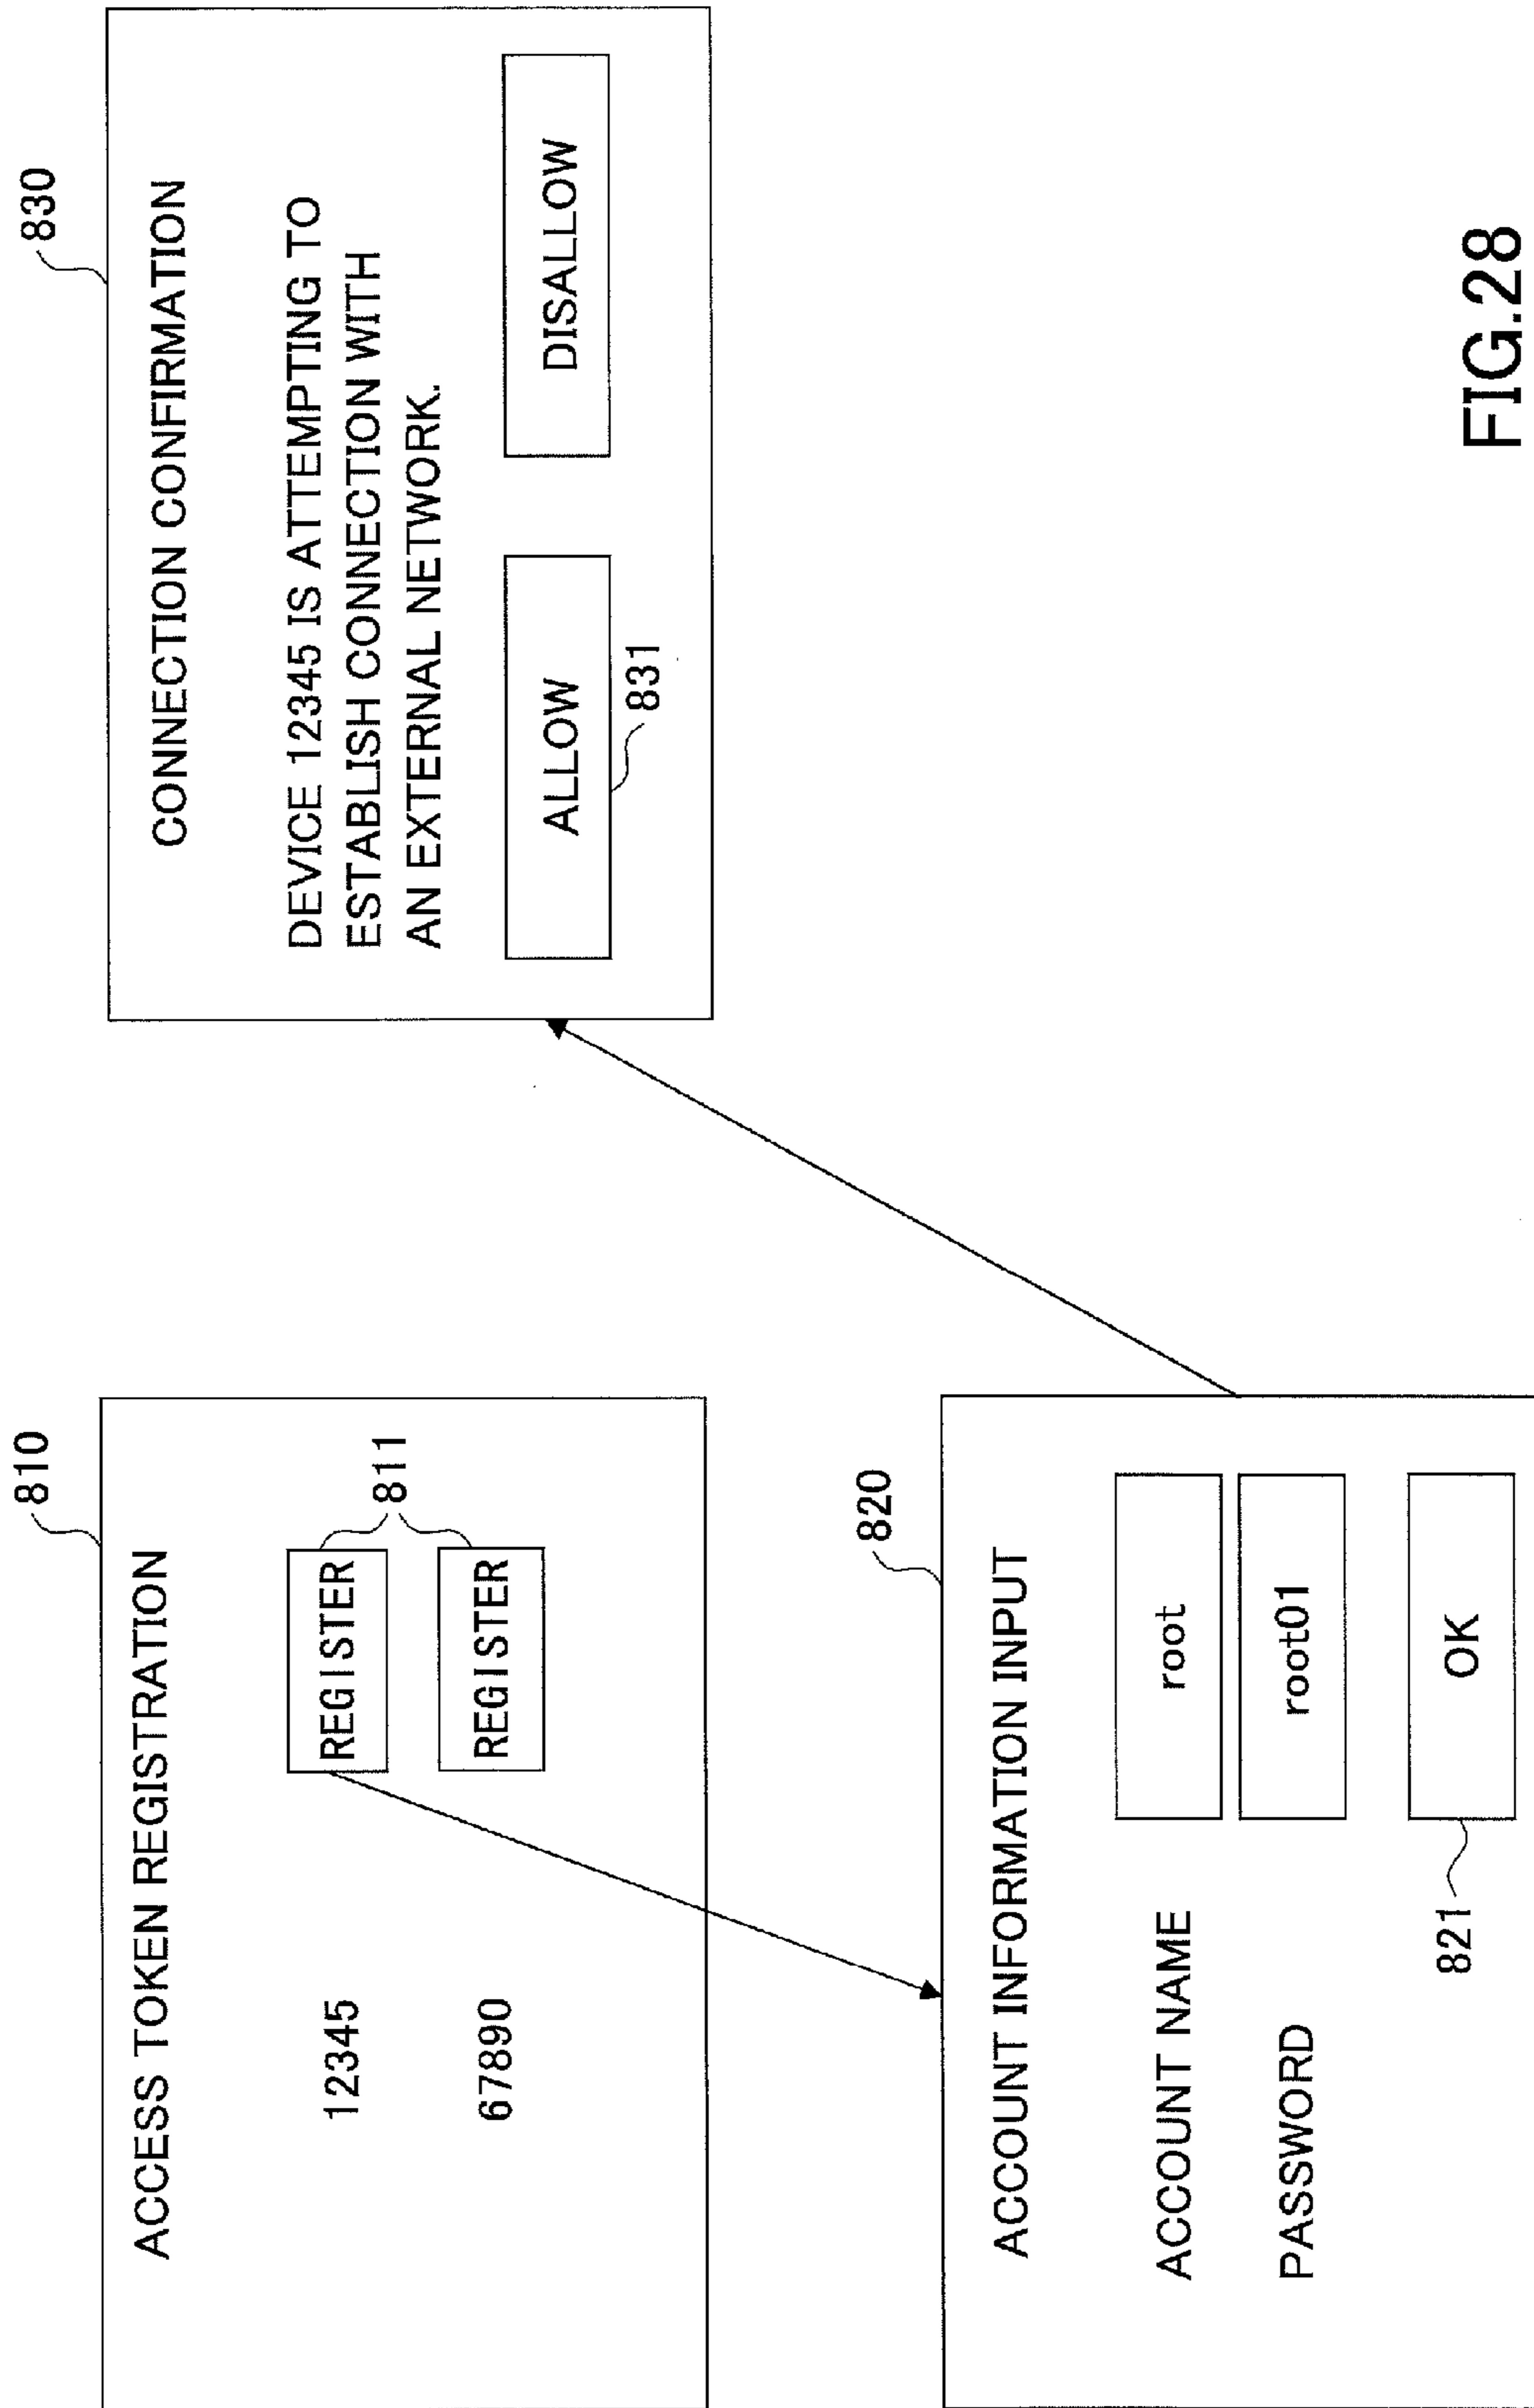 810
ACCESS TOKEN REGISTRATION
12345 REGISTER
811
67890 REGISTER
820
ACCOUNT INFORMATION INPUT
ACCOUNT NAME root
PASSWORD root01
821 OK
830
CONNECTION CONFIRMATION
DEVICE 12345 IS ATTEMPTING TO
ESTABLISH CONNECTION WITH
AN EXTERNAL NETWORK.
ALLOW DISALLOW
831
FIG.28